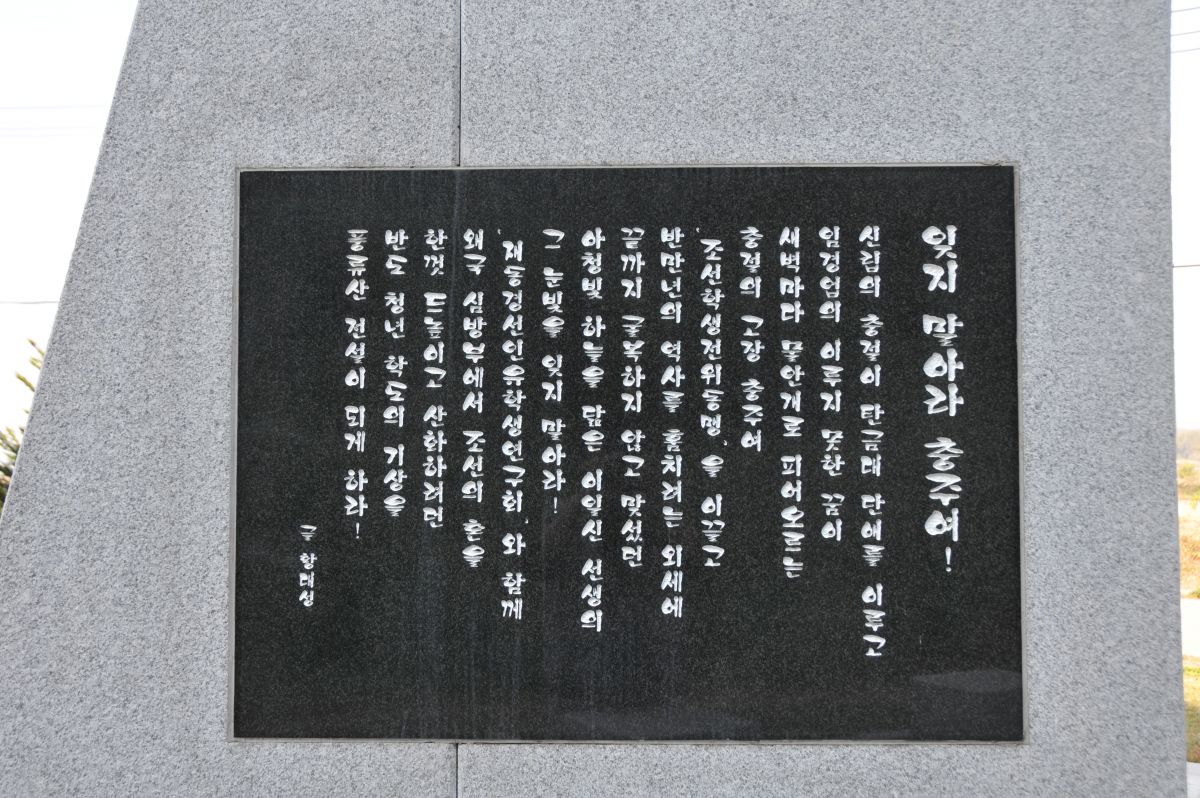 잊지 말아라 충주여!
신립의 충절이 탄금대 단애를 이루고
임경업의 이루지 못한 꿈이
새벽마다 물안개로 피어오르는
충절의 고장 충주여
'조선학생전위동맹'을 이끌고
반만년의 역사를 훔치려는 외세에
끝까지 굴복하지 않고 맞섰던
아청빛 하늘을 닮은 이일신 선생의
그 눈빛을 잊지 말아라!
'재동경선인유학생연구회'와 함께
왜국 심방부에서 조선의 혼을
한껏 드높이고 산화하려던
반도 청년 학도의 기상을
풍류산 전설이 되게 하라!
글 항대성